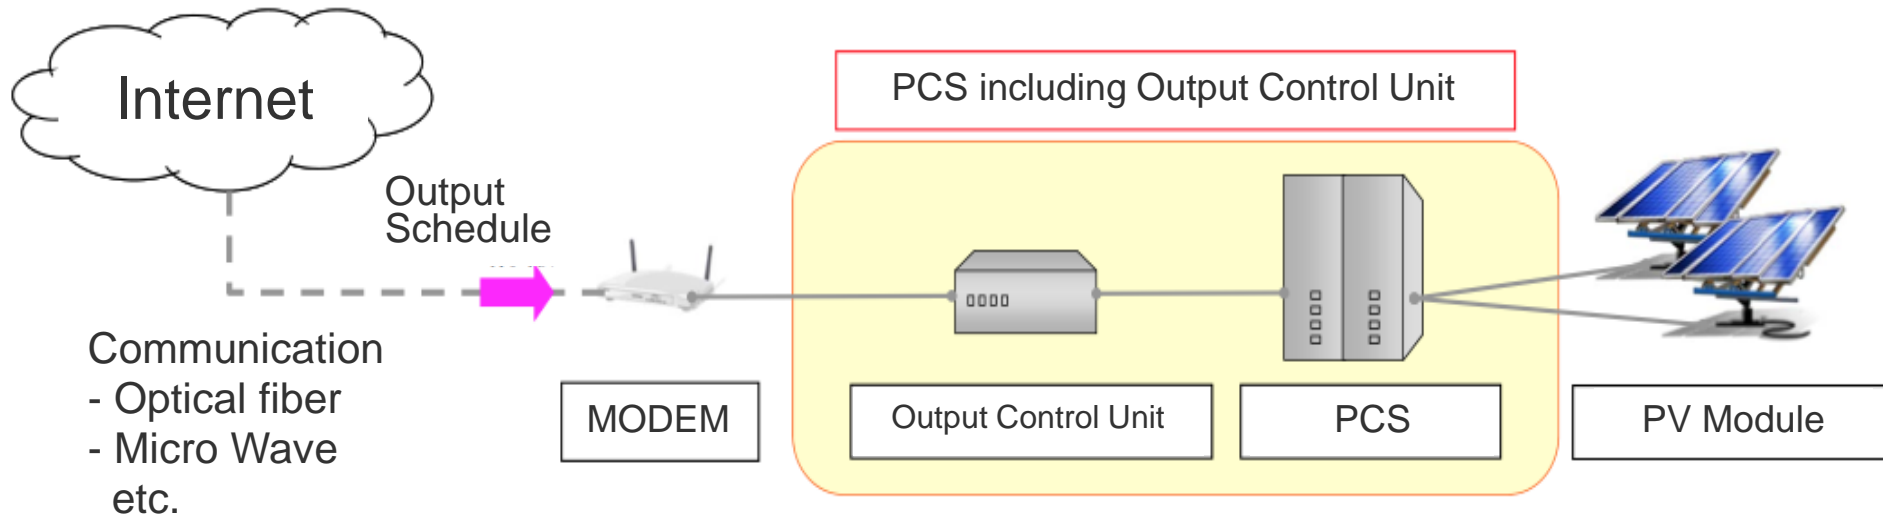 Internet
PCS including Output Control Unit
Output
Schedule
Communication
- Optical fiber
- Micro Wave
etc.
MODEM
Output Control Unit
PCS
PV Module